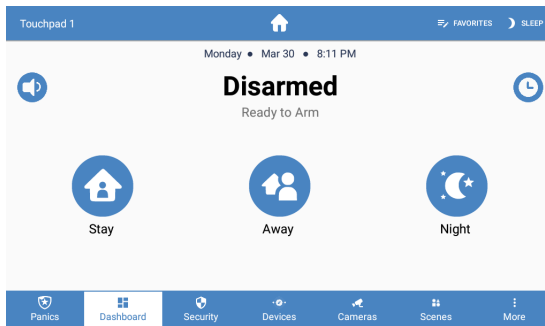 Touchpad 1
FAVORITES
SLEEP
Monday ● Mar 30 ● 8:11 PM
Disarmed
Ready to Arm
Stay
Away
Night
Panics
Dashboard
Security
Devices
Cameras
Scenes
More